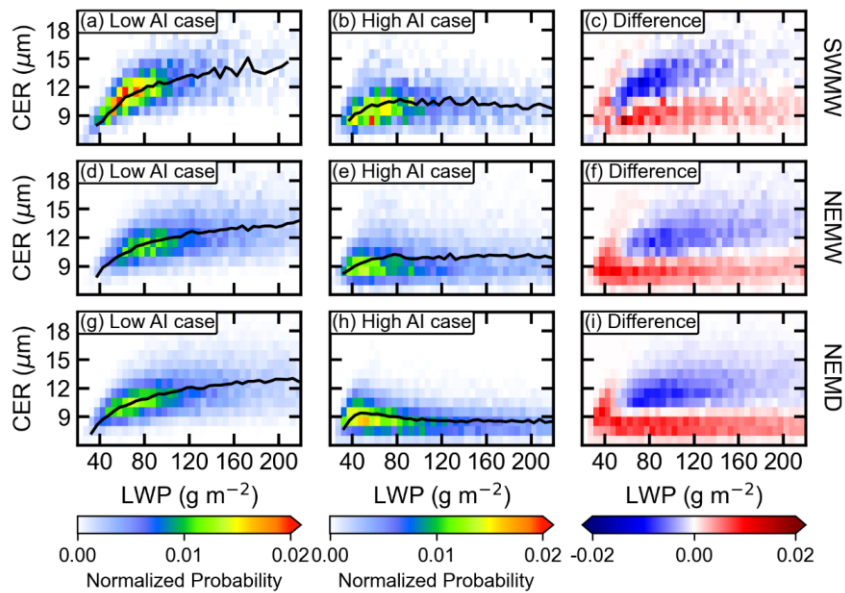 (a) Low AI case
(b) High AI case
(c) Difference
18
15
12
9
CER (μm)
SWMW
(d) Low AI case
(e) High AI case
(f) Difference
18
15
12
9
CER (μm)
NEMW
(g) Low AI case
(h) High AI case
(i) Difference
18
15
12
9
CER (μm)
NEMD
40 80 120 160 200
40 80 120 160 200
40 80 120 160 200
LWP (g m⁻²)
LWP (g m⁻²)
LWP (g m⁻²)
0.00 0.01 0.02
0.00 0.01 0.02
-0.02 0.00 0.02
Normalized Probability
Normalized Probability